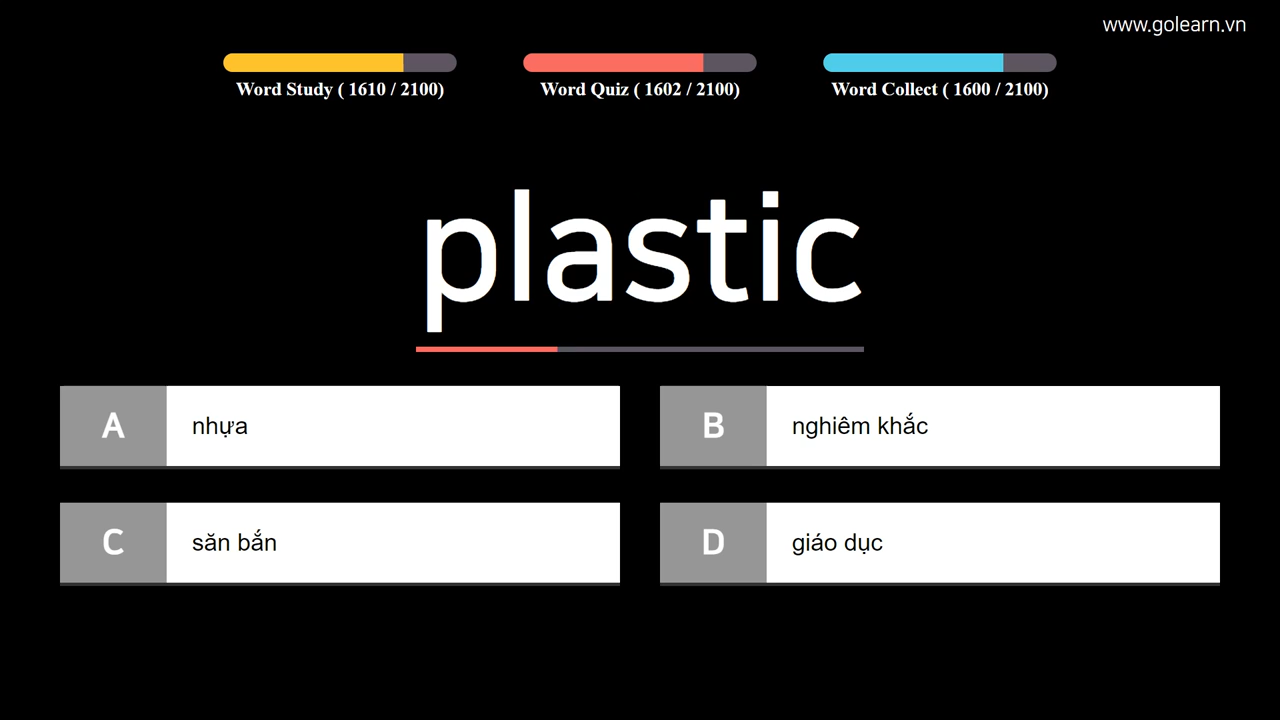 www.golearn.vn
Word Study ( 1610 / 2100)
Word Quiz ( 1602 / 2100)
Word Collect ( 1600 / 2100)
plastic
A nhựa
B nghiêm khắc
C săn bắn
D giáo dục